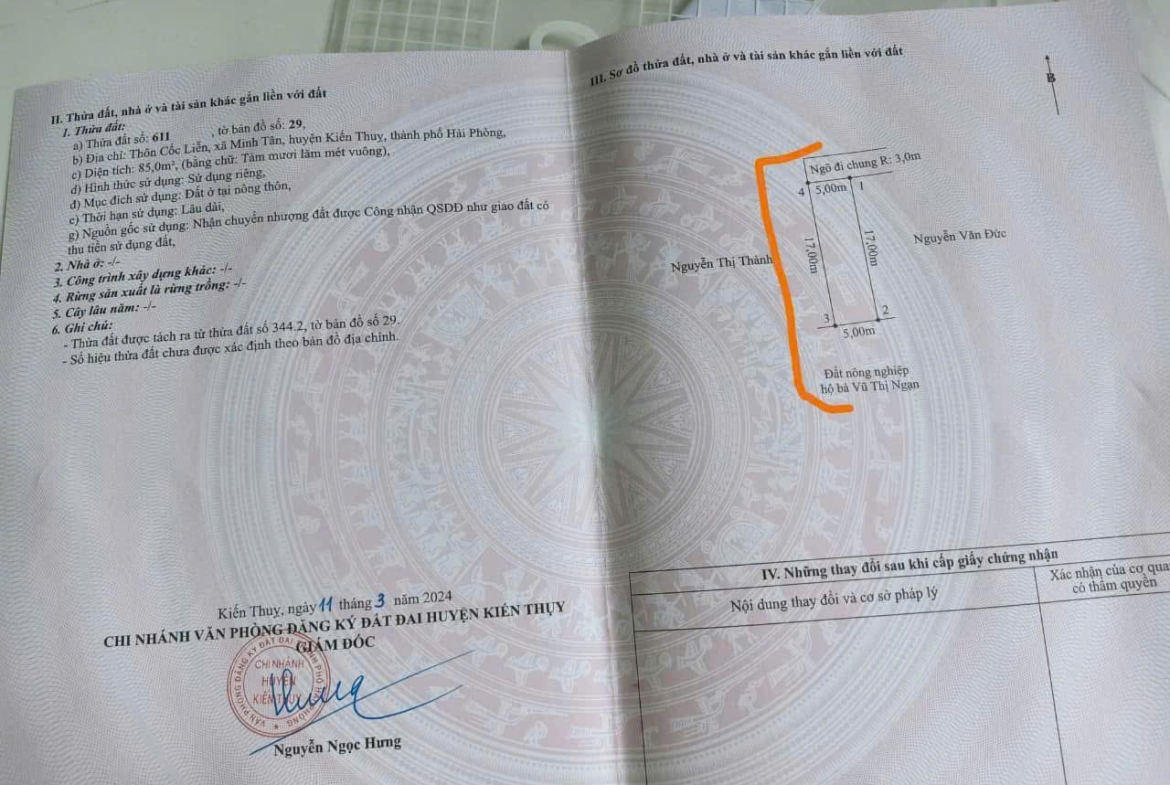 II. Thửa đất, nhà ở và tài sản khác gắn liền với đất
1. Thửa đất:
a) Thửa đất số: 611 , tờ bản đồ số: 29,
b) Địa chỉ: Thôn Cốc Liễn, xã Minh Tân, huyện Kiến Thuỵ, thành phố Hải Phòng,
c) Diện tích: 85,0m², (bằng chữ: Tám mươi lăm mét vuông),
d) Hình thức sử dụng: Sử dụng riêng,
đ) Mục đích sử dụng: Đất ở tại nông thôn,
e) Thời hạn sử dụng: Lâu dài,
g) Nguồn gốc sử dụng: Nhận chuyển nhượng đất được Công nhận QSDĐ như giao đất có
thu tiền sử dụng đất,
2. Nhà ở: -/-
3. Công trình xây dựng khác: -/-
4. Rừng sản xuất là rừng trồng: -/-
5. Cây lâu năm: -/-
6. Ghi chú:
- Thửa đất được tách ra từ thửa đất số 344.2, tờ bản đồ số 29.
- Số hiệu thửa đất chưa được xác định theo bản đồ địa chính.
Kiến Thuỵ, ngày 11 tháng 3 năm 2024
CHI NHÁNH VĂN PHÒNG ĐĂNG KÝ ĐẤT ĐAI HUYỆN KIẾN THỤY
GIÁM ĐỐC
CHI NHÁNH
HUYỆN
KIẾN THỤY
Nguyễn Ngọc Hưng
III. Sơ đồ thửa đất, nhà ở và tài sản khác gắn liền với đất
B
Ngõ đi chung R: 3,0m
4 5,00m 1
17,00m
17,00m
Nguyễn Thị Thành
Nguyễn Văn Đức
3
2
5,00m
Đất nông nghiệp
hộ bà Vũ Thị Ngạn
IV. Những thay đổi sau khi cấp giấy chứng nhận
Nội dung thay đổi và cơ sở pháp lý
Xác nhận của cơ qua
có thẩm quyền